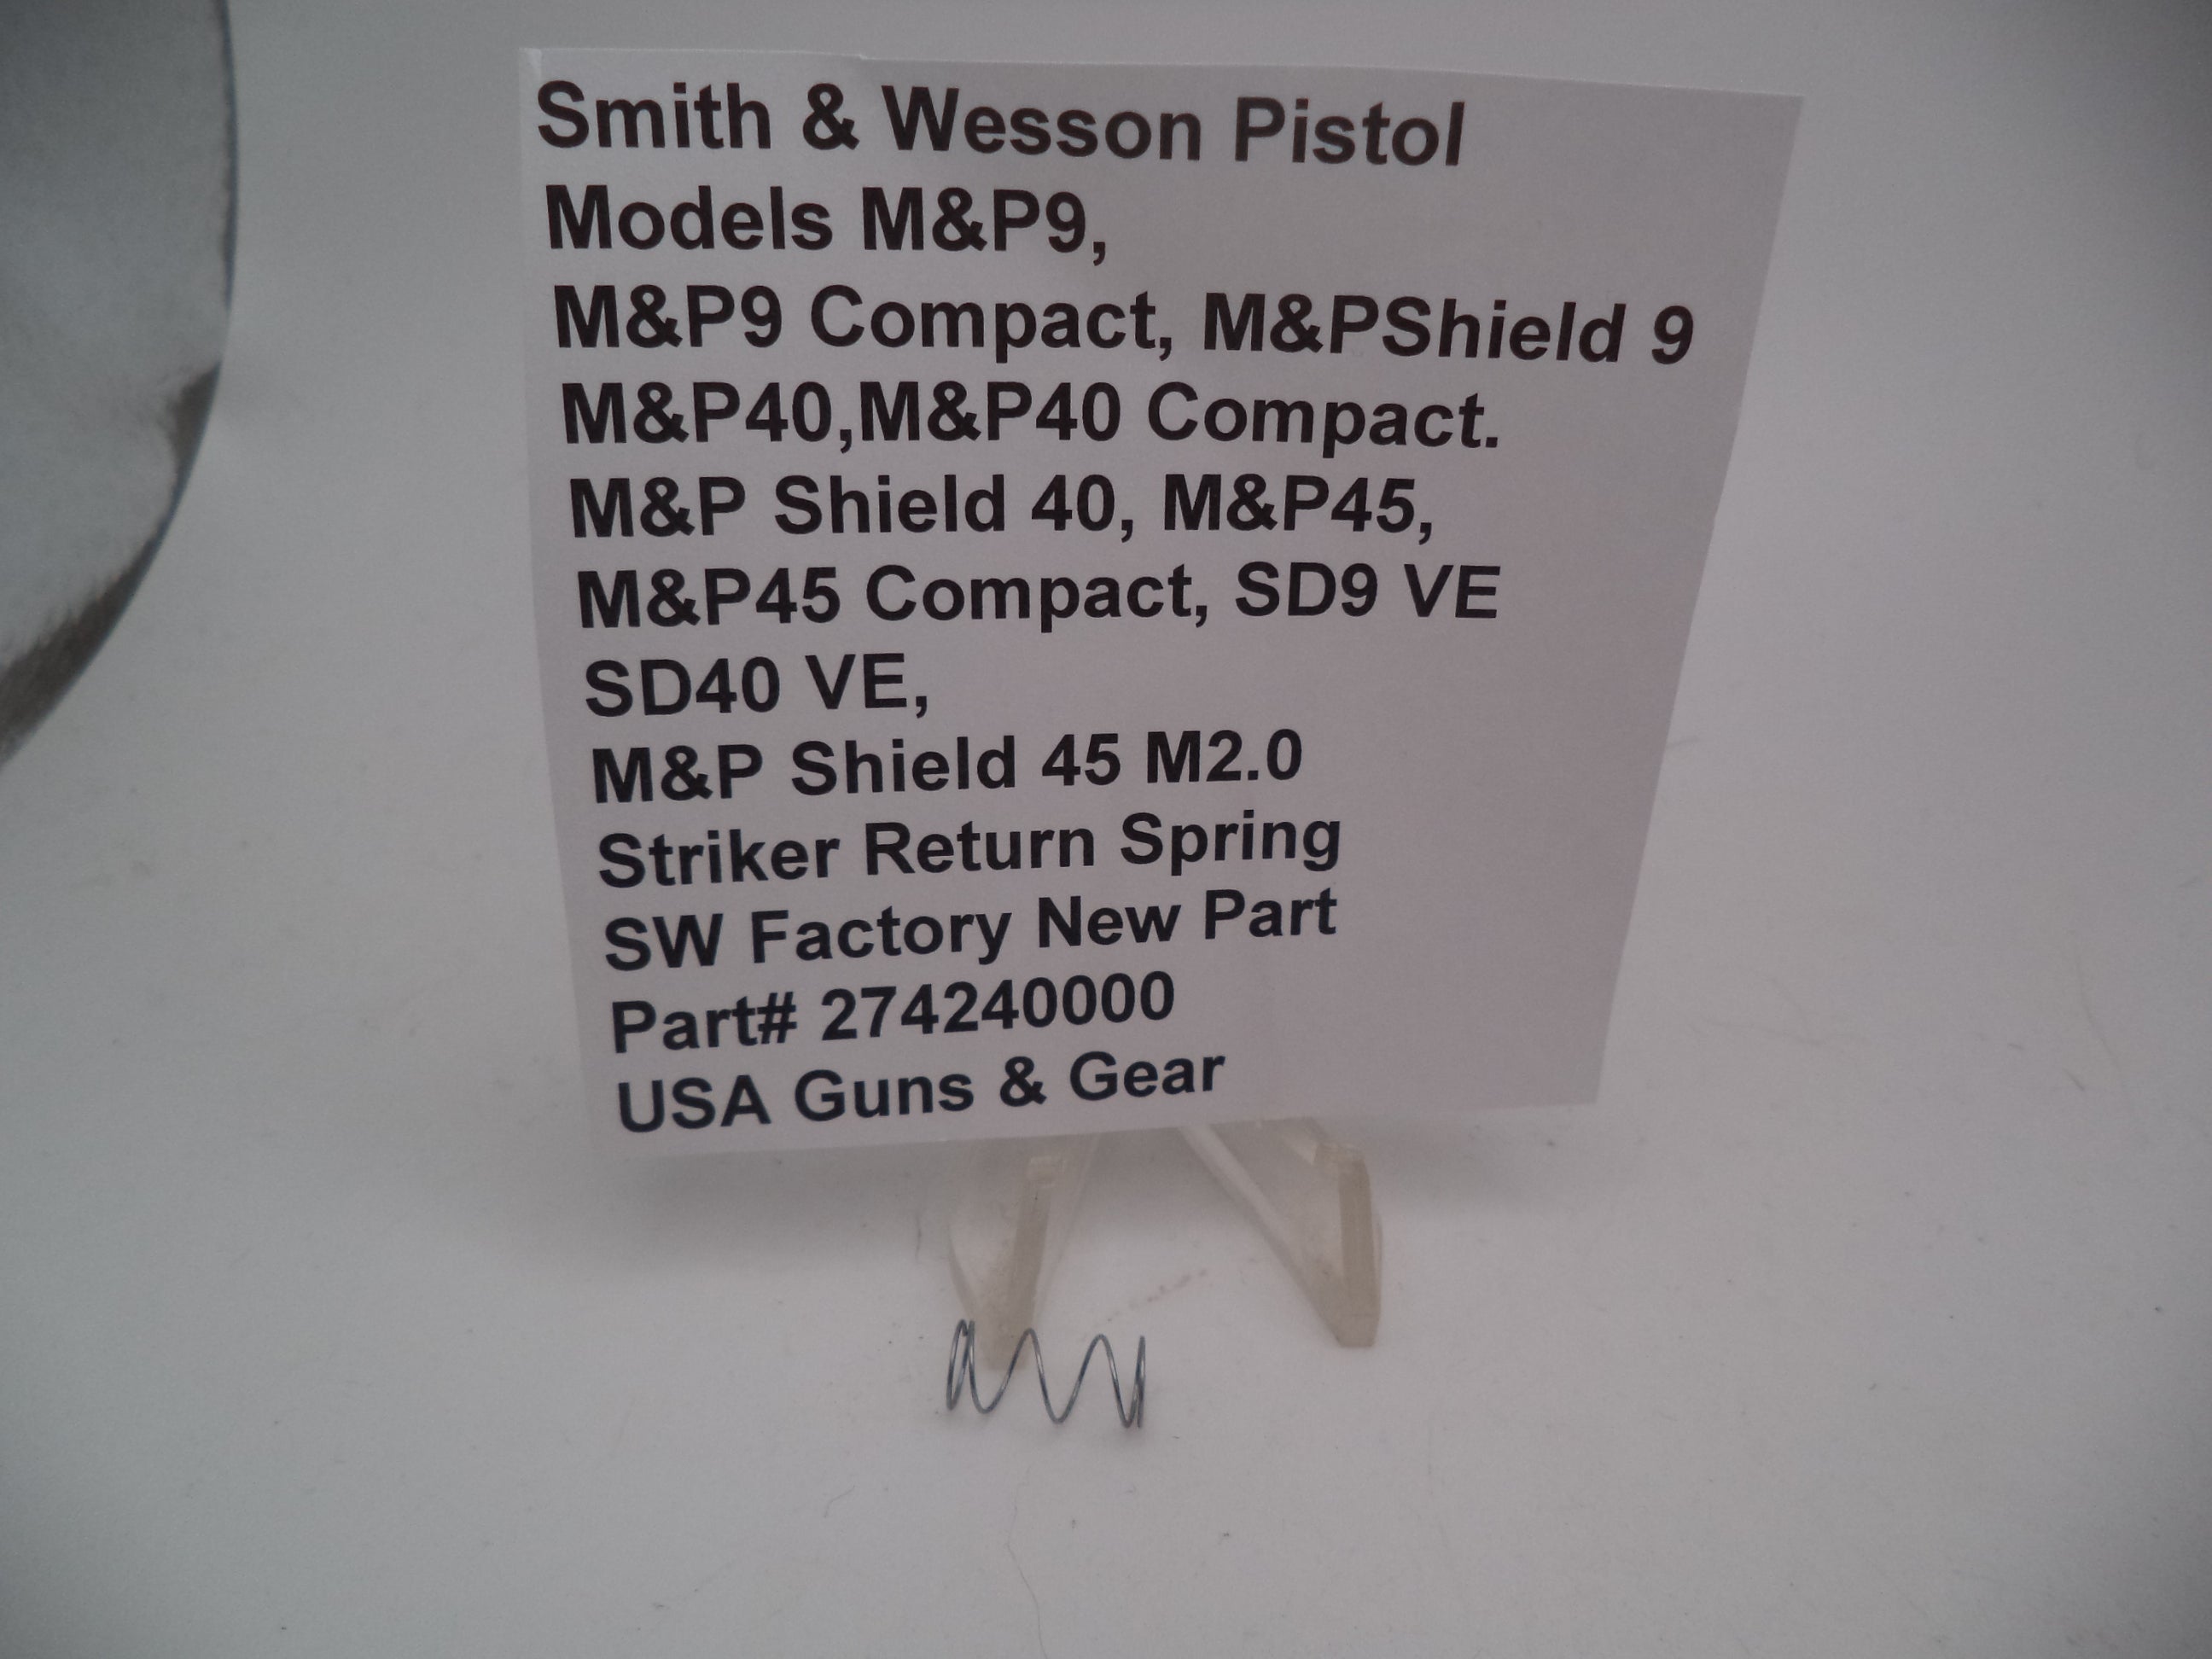 Smith & Wesson Pistol
Models M&P9,
M&P9 Compact, M&PShield 9
M&P40,M&P40 Compact.
M&P Shield 40, M&P45,
M&P45 Compact, SD9 VE
SD40 VE,
M&P Shield 45 M2.0
Striker Return Spring
SW Factory New Part
Part# 274240000
USA Guns & Gear